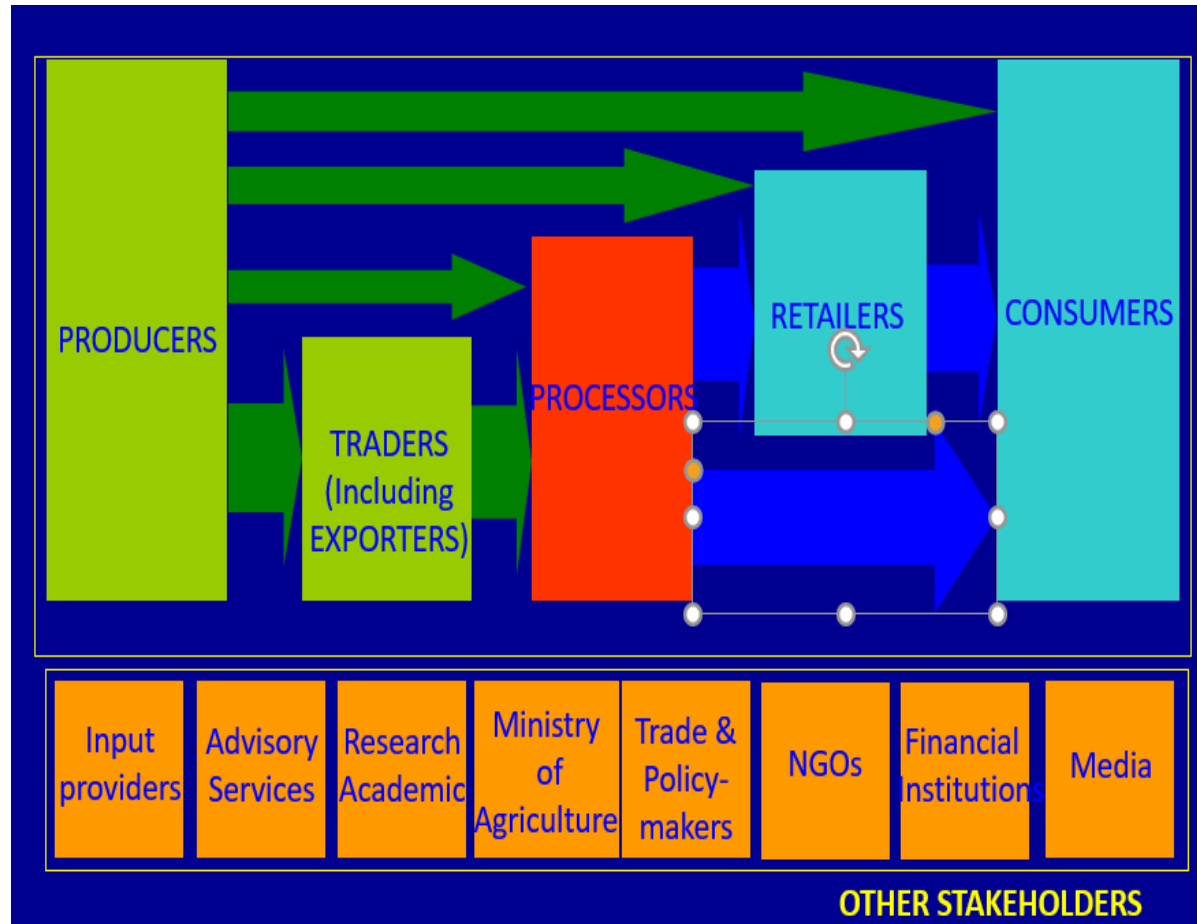 PRODUCERS
TRADERS
(Including
EXPORTERS)
PROCESSORS
RETAILERS
CONSUMERS
Input
providers
Advisory
Services
Research
Academic
Ministry
of
Agriculture
Trade &
Policy-
makers
NGOs
Financial
Institutions
Media
OTHER STAKEHOLDERS